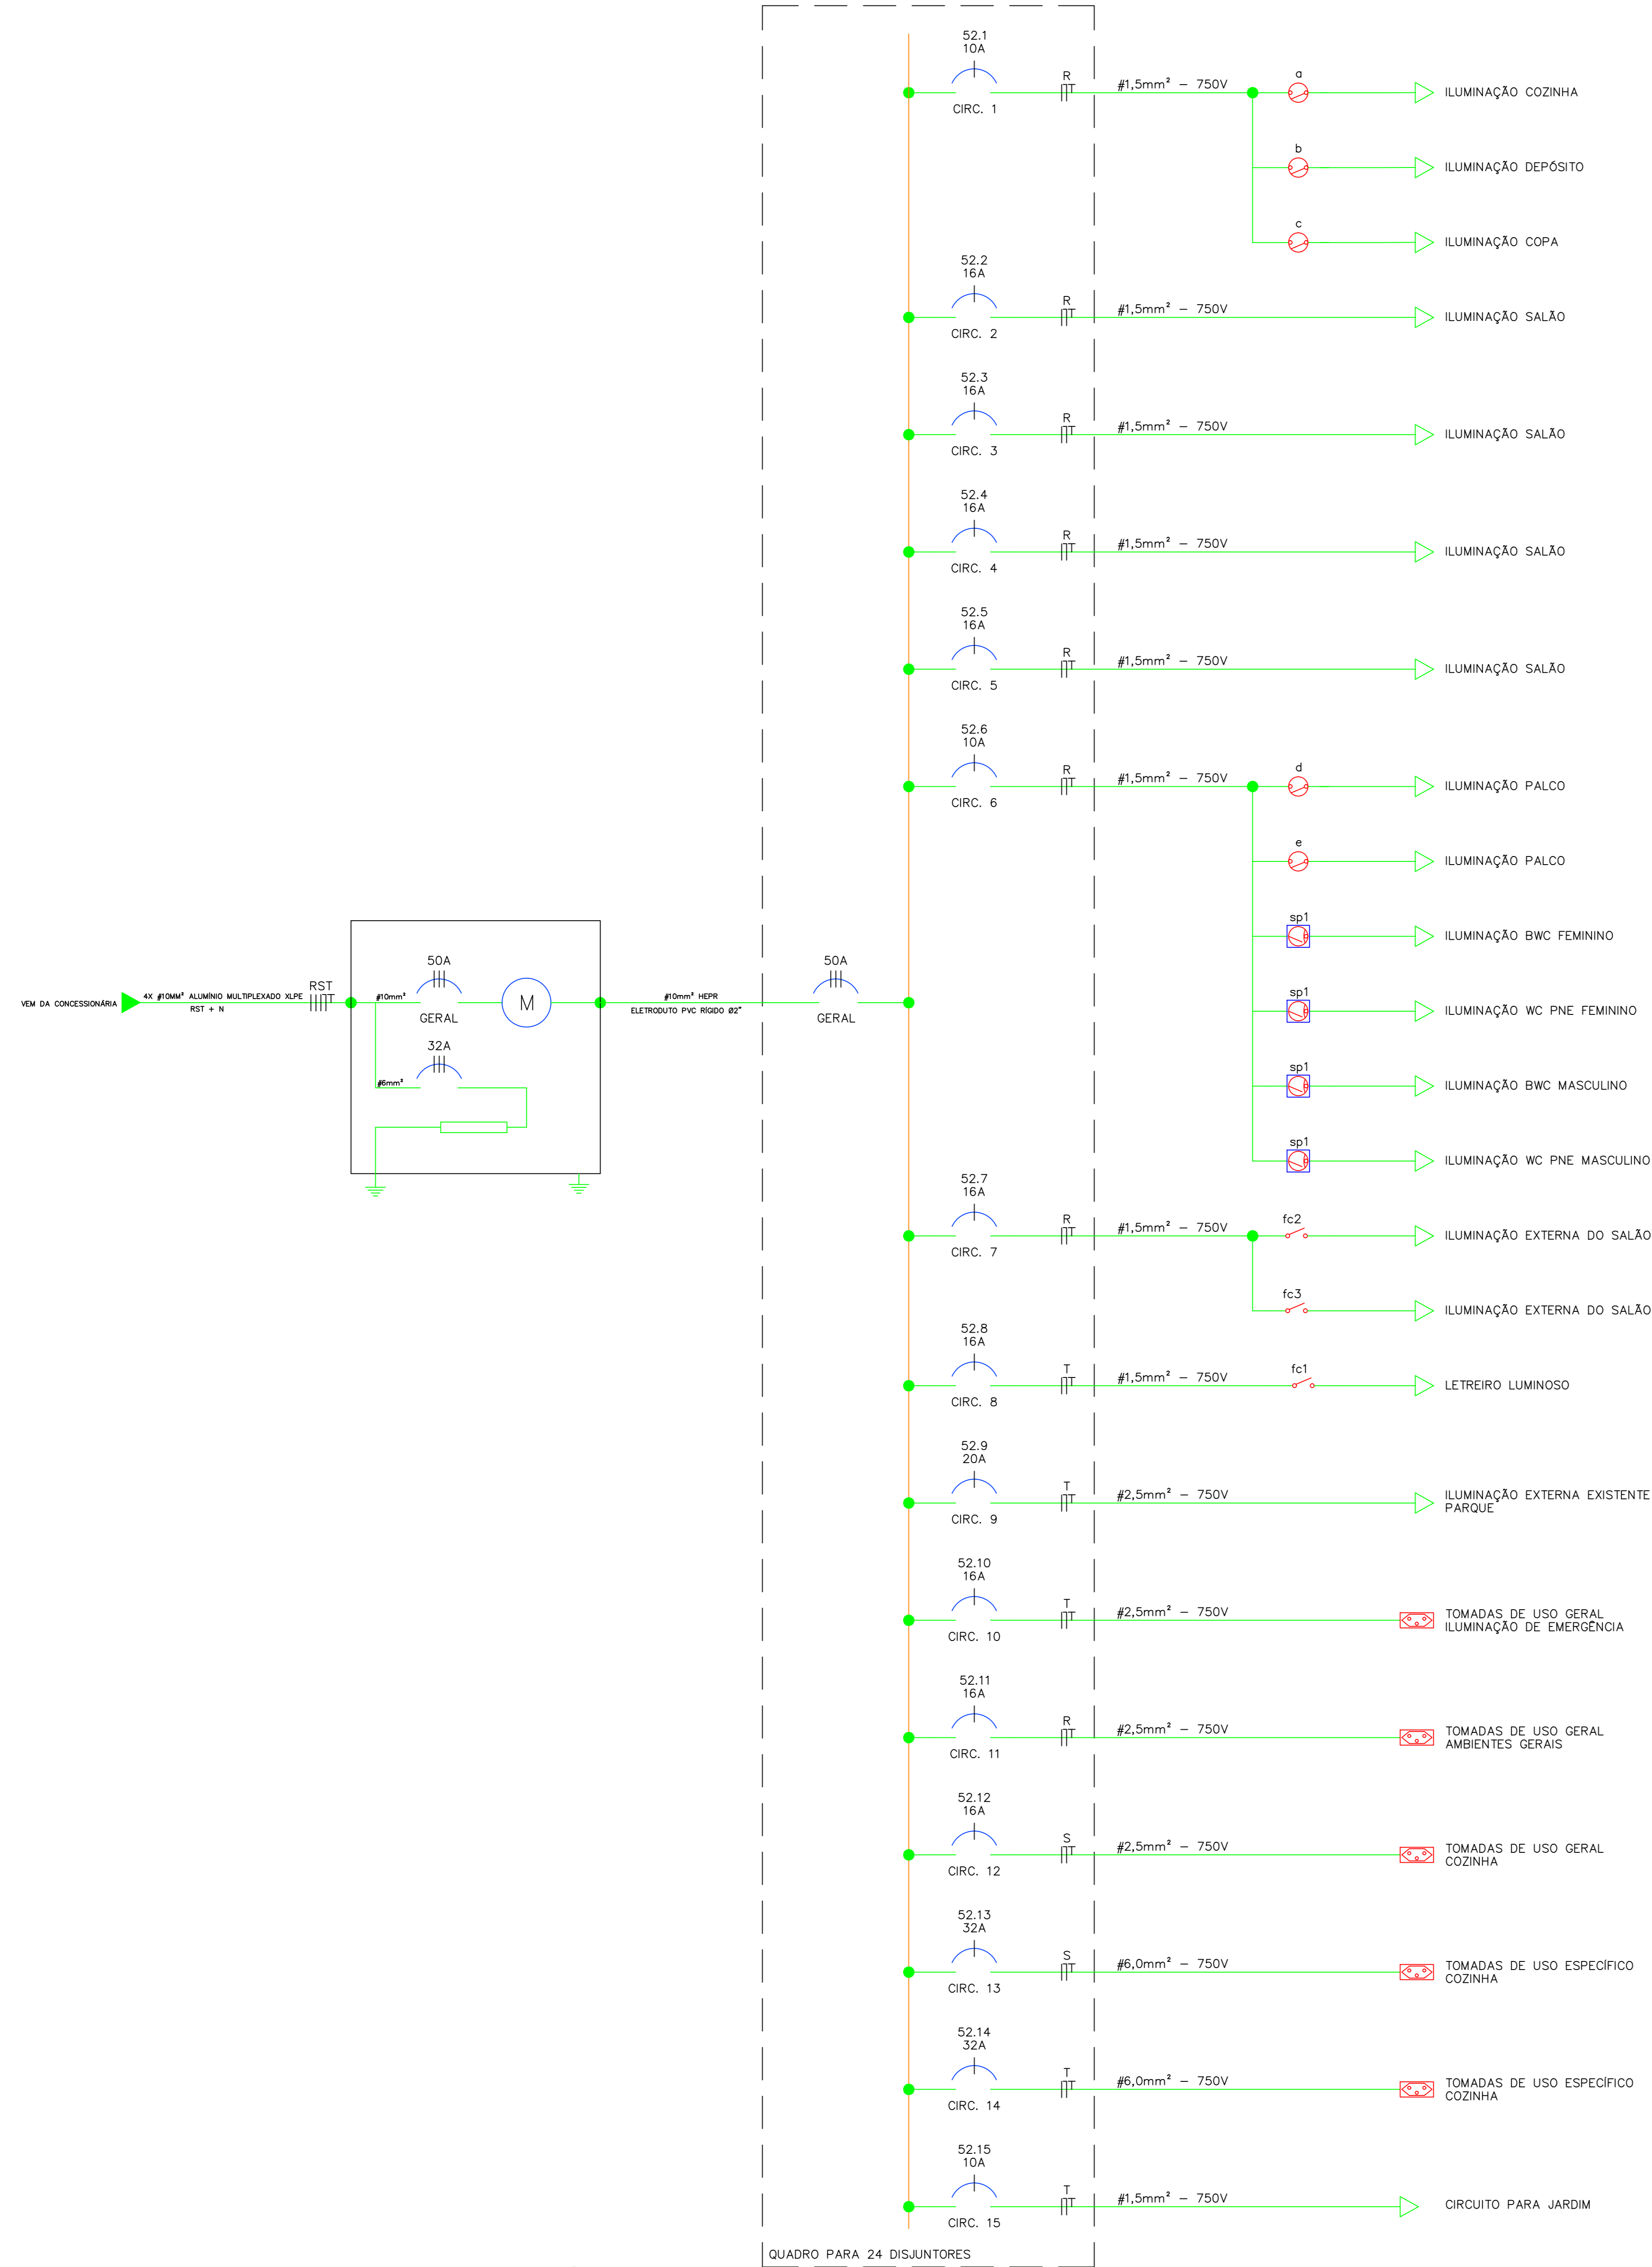 52.1
10A
CIRC. 1
R
#1,5mm² - 750V
a
ILUMINAÇÃO COZINHA
b
ILUMINAÇÃO DEPÓSITO
c
ILUMINAÇÃO COPA
52.2
16A
CIRC. 2
R
#1,5mm² - 750V
ILUMINAÇÃO SALÃO
52.3
16A
CIRC. 3
R
#1,5mm² - 750V
ILUMINAÇÃO SALÃO
52.4
16A
CIRC. 4
R
#1,5mm² - 750V
ILUMINAÇÃO SALÃO
52.5
16A
CIRC. 5
R
#1,5mm² - 750V
ILUMINAÇÃO SALÃO
52.6
10A
CIRC. 6
R
#1,5mm² - 750V
d
ILUMINAÇÃO PALCO
e
ILUMINAÇÃO PALCO
sp1
ILUMINAÇÃO BWC FEMININO
sp1
ILUMINAÇÃO WC PNE FEMININO
sp1
ILUMINAÇÃO BWC MASCULINO
sp1
ILUMINAÇÃO WC PNE MASCULINO
VEM DA CONCESSIONÁRIA
4X #10MM² ALUMÍNIO MULTIPLEXADO XLPE
RST + N
RST
#10mm²
50A
GERAL
M
32A
#6mm²
#10mm² HEPR
ELETRODUTO PVC RÍGIDO Ø2"
50A
GERAL
52.7
16A
CIRC. 7
R
#1,5mm² - 750V
fc2
ILUMINAÇÃO EXTERNA DO SALÃO
fc3
ILUMINAÇÃO EXTERNA DO SALÃO
52.8
16A
CIRC. 8
T
#1,5mm² - 750V
fc1
LETREIRO LUMINOSO
52.9
20A
CIRC. 9
T
#2,5mm² - 750V
ILUMINAÇÃO EXTERNA EXISTENTE
PARQUE
52.10
16A
CIRC. 10
T
#2,5mm² - 750V
TOMADAS DE USO GERAL
ILUMINAÇÃO DE EMERGÊNCIA
52.11
16A
CIRC. 11
R
#2,5mm² - 750V
TOMADAS DE USO GERAL
AMBIENTES GERAIS
52.12
16A
CIRC. 12
S
#2,5mm² - 750V
TOMADAS DE USO GERAL
COZINHA
52.13
32A
CIRC. 13
S
#6,0mm² - 750V
TOMADAS DE USO ESPECÍFICO
COZINHA
52.14
32A
CIRC. 14
T
#6,0mm² - 750V
TOMADAS DE USO ESPECÍFICO
COZINHA
52.15
10A
CIRC. 15
T
#1,5mm² - 750V
CIRCUITO PARA JARDIM
QUADRO PARA 24 DISJUNTORES